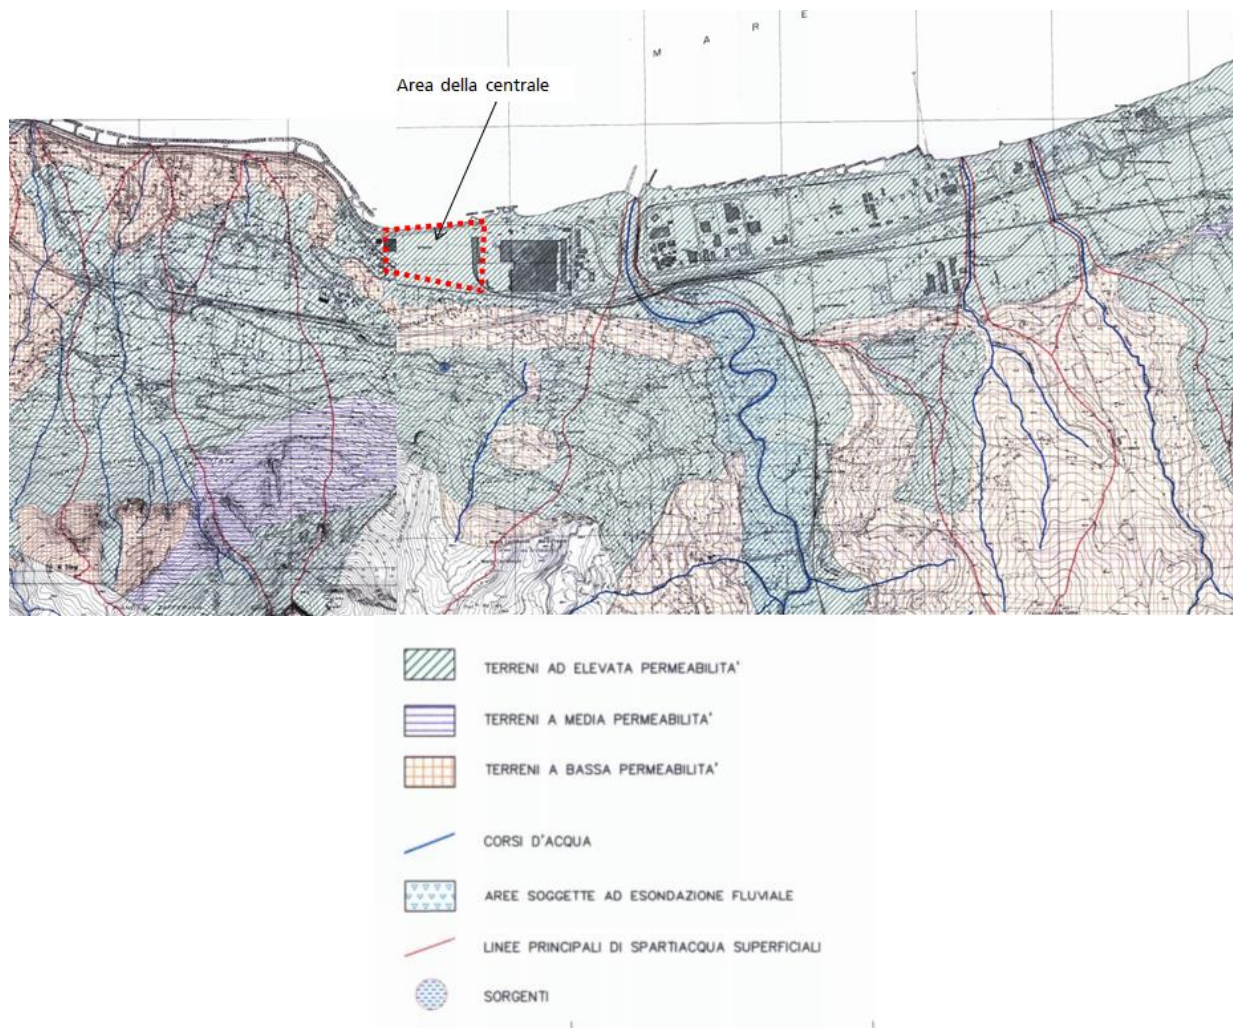 M A R E
Area della centrale
TERRENI AD ELEVATA PERMEABILITA'
TERRENI A MEDIA PERMEABILITA'
TERRENI A BASSA PERMEABILITA'
CORSI D'ACQUA
AREE SOGGETTE AD ESONDAZIONE FLUVIALE
LINEE PRINCIPALI DI SPARTIACQUA SUPERFICIALI
SORGENTI